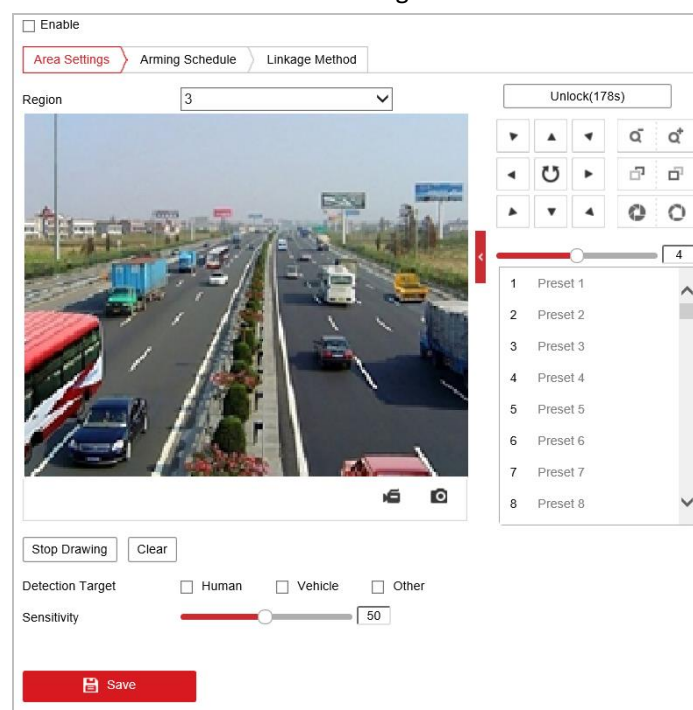 Enable
Area Settings Arming Schedule Linkage Method
Region 3
Unlock(178s)
4
1 Preset 1
2 Preset 2
3 Preset 3
4 Preset 4
5 Preset 5
6 Preset 6
7 Preset 7
8 Preset 8
Stop Drawing Clear
Detection Target Human Vehicle Other
Sensitivity 50
Save